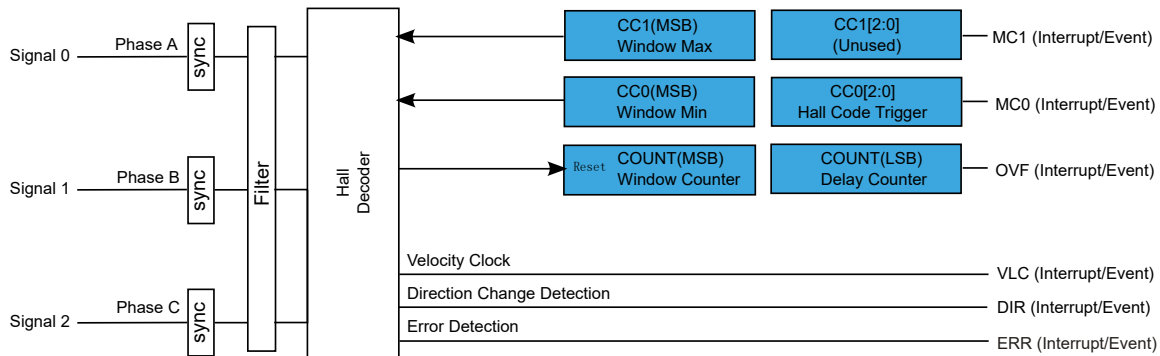 Signal 0
Phase A
sync
Signal 1
Phase B
sync
Signal 2
Phase C
sync
Filter
Hall
Decoder
CC1(MSB)
Window Max
CC1[2:0]
(Unused)
MC1 (Interrupt/Event)
CC0(MSB)
Window Min
CC0[2:0]
Hall Code Trigger
MC0 (Interrupt/Event)
Reset
COUNT(MSB)
Window Counter
COUNT(LSB)
Delay Counter
OVF (Interrupt/Event)
Velocity Clock
VLC (Interrupt/Event)
Direction Change Detection
DIR (Interrupt/Event)
Error Detection
ERR (Interrupt/Event)